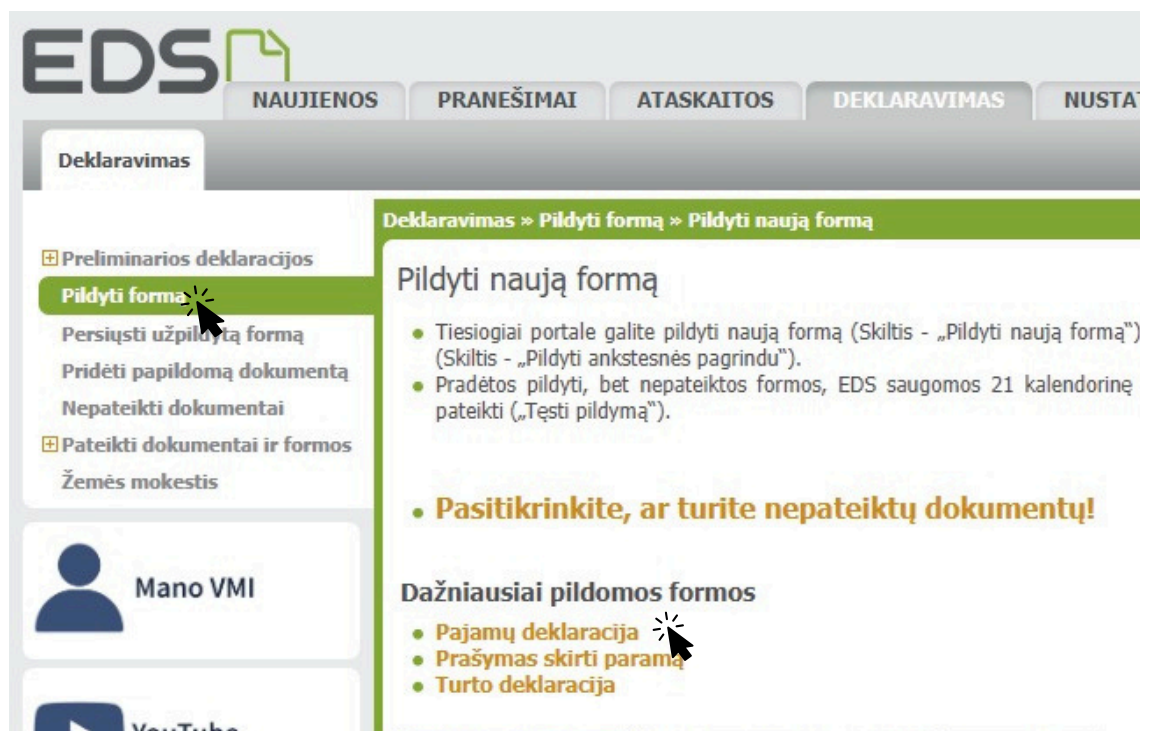 EDS
NAUJIENOS PRANEŠIMAI ATASKAITOS DEKLARAVIMAS NUSTAT
Deklaravimas
Deklaravimas » Pildyti formą » Pildyti naują formą
Preliminarios deklaracijos
Pildyti formą
Persiųsti užpildytą formą
Pridėti papildomą dokumentą
Nepateikti dokumentai
Pateikti dokumentai ir formos
Žemės mokestis
Mano VMI
YouTube
Pildyti naują formą
Tiesiogiai portale galite pildyti naują formą (Skiltis - „Pildyti naują formą“)
(Skiltis - „Pildyti ankstesnės pagrindu“).
Pradėtos pildyti, bet nepateiktos formos, EDS saugomos 21 kalendorinę
pateikti („Tęsti pildymą“).
Pasitikrinkite, ar turite nepateiktų dokumentų!
Dažniausiai pildomos formos
Pajamų deklaracija
Prašymas skirti paramą
Turto deklaracija